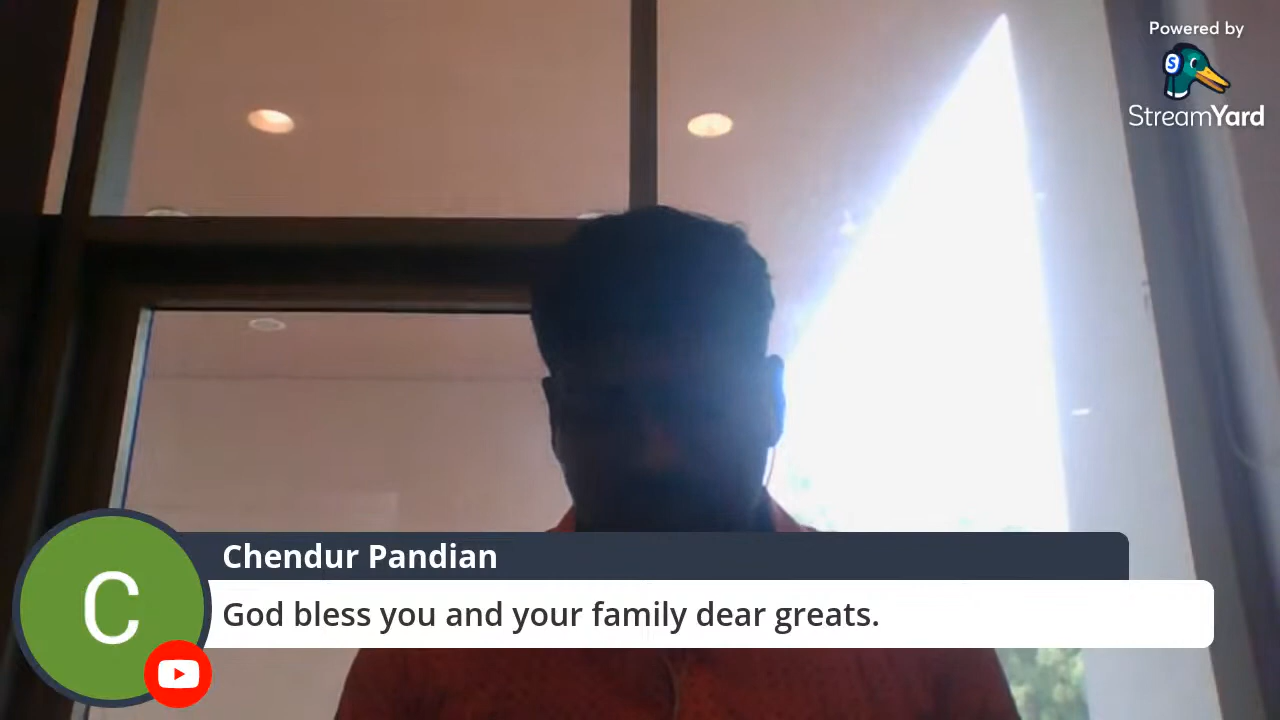 Powered by
StreamYard
C
Chendur Pandian
God bless you and your family dear greats.